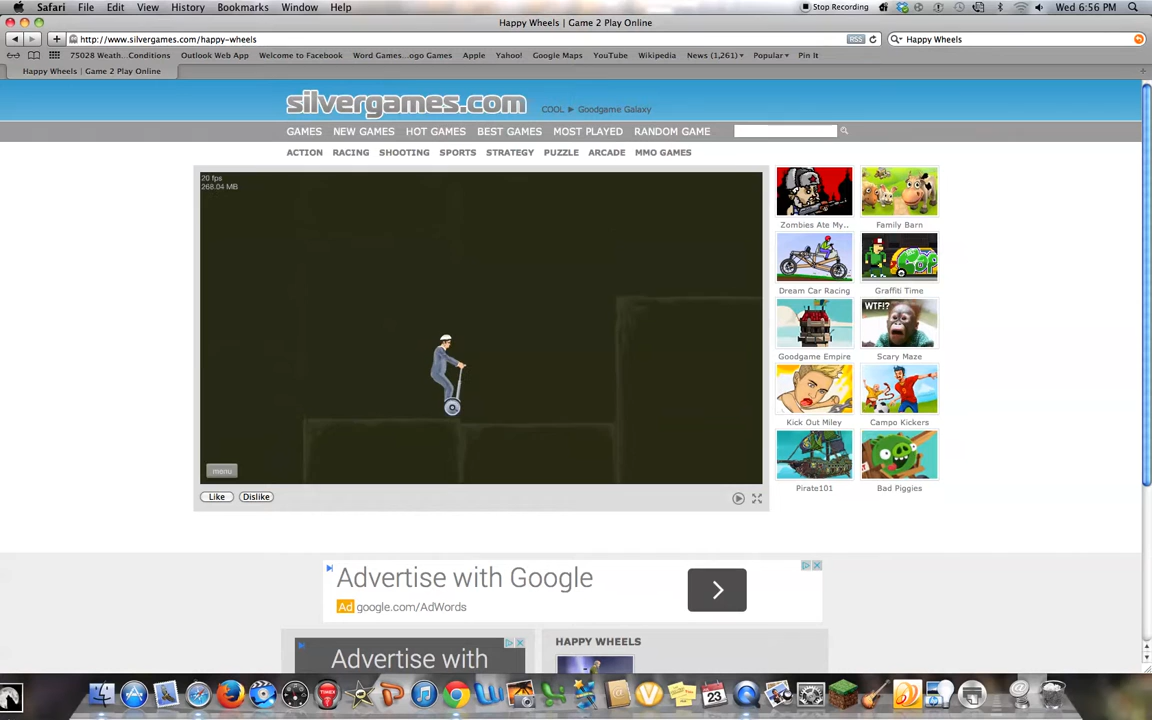 Safari File Edit View History Bookmarks Window Help Stop Recording Wed 6:56 PM
Happy Wheels | Game 2 Play Online
http://www.silvergames.com/happy-wheels RSS Happy Wheels
75028 Weath...Conditions Outlook Web App Welcome to Facebook Word Games...ogo Games Apple Yahoo! Google Maps YouTube Wikipedia News (1,261) Popular Pin It
Happy Wheels | Game 2 Play Online
silvergames.com COOL ► Goodgame Galaxy
GAMES NEW GAMES HOT GAMES BEST GAMES MOST PLAYED RANDOM GAME
ACTION RACING SHOOTING SPORTS STRATEGY PUZZLE ARCADE MMO GAMES
20 fps
268.04 MB
Zombies Ate My.. Family Barn
Dream Car Racing Graffiti Time
WTF!?
Goodgame Empire Scary Maze
Kick Out Miley Campo Kickers
Pirate101 Bad Piggies
menu
Like Dislike
Advertise with Google
Ad google.com/AdWords
HAPPY WHEELS
Advertise with